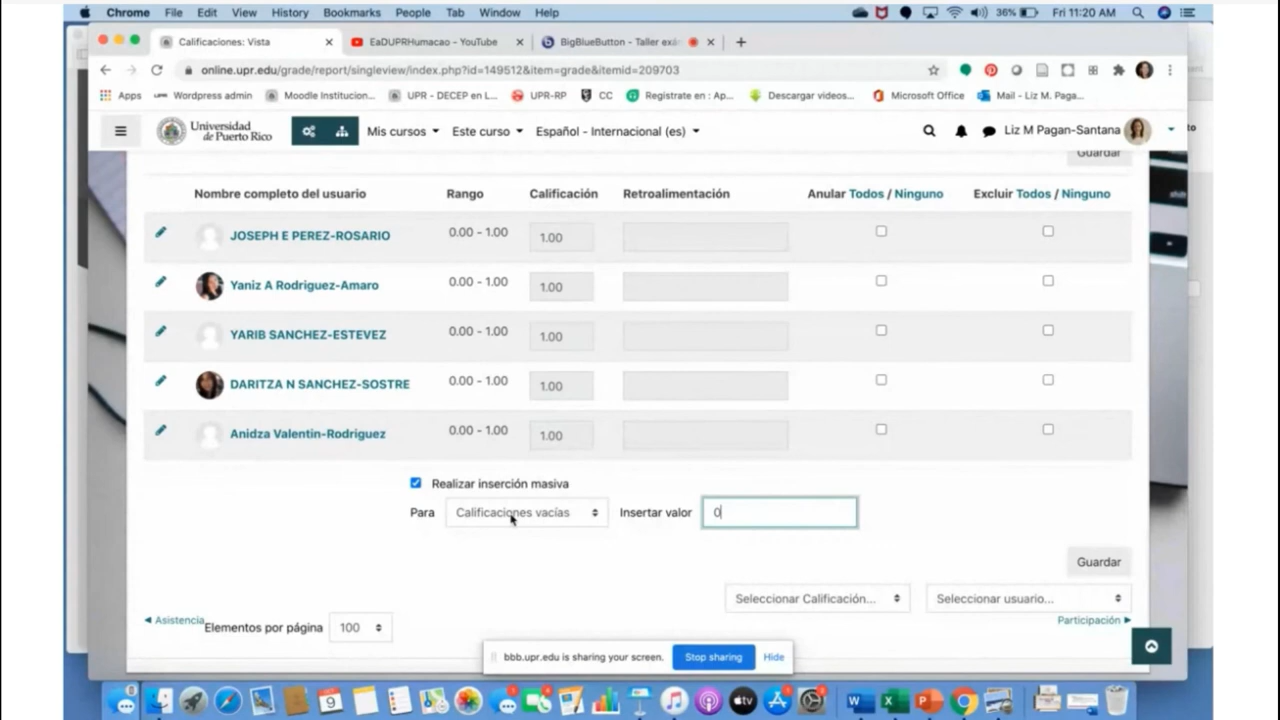 Chrome File Edit View History Bookmarks People Tab Window Help 36% Fri 11:20 AM
Calificaciones: Vista × EaDUPRHumacao - YouTube × BigBlueButton - Taller exá × +
online.upr.edu/grade/report/singleview/index.php?id=149512&item=grade&itemid=209703
Apps Wordpress admin Moodle Institucion... UPR - DECEP en L... UPR-RP CC Registrate en : Ap... Descargar videos... Microsoft Office Mail - Liz M. Paga...
Universidad de Puerto Rico Mis cursos Este curso Español - Internacional (es) Liz M Pagan-Santana
Guardar
Nombre completo del usuario Rango Calificación Retroalimentación Anular Todos / Ninguno Excluir Todos / Ninguno
JOSEPH E PEREZ-ROSARIO 0.00 - 1.00 1.00
Yaniz A Rodriguez-Amaro 0.00 - 1.00 1.00
YARIB SANCHEZ-ESTEVEZ 0.00 - 1.00 1.00
DARITZA N SANCHEZ-SOSTRE 0.00 - 1.00 1.00
Anidza Valentin-Rodriguez 0.00 - 1.00 1.00
Realizar inserción masiva
Para Calificaciones vacías Insertar valor 0
Guardar
Seleccionar Calificación... Seleccionar usuario...
◄ Asistencia Participación ►
Elementos por página 100
bbb.upr.edu is sharing your screen. Stop sharing Hide